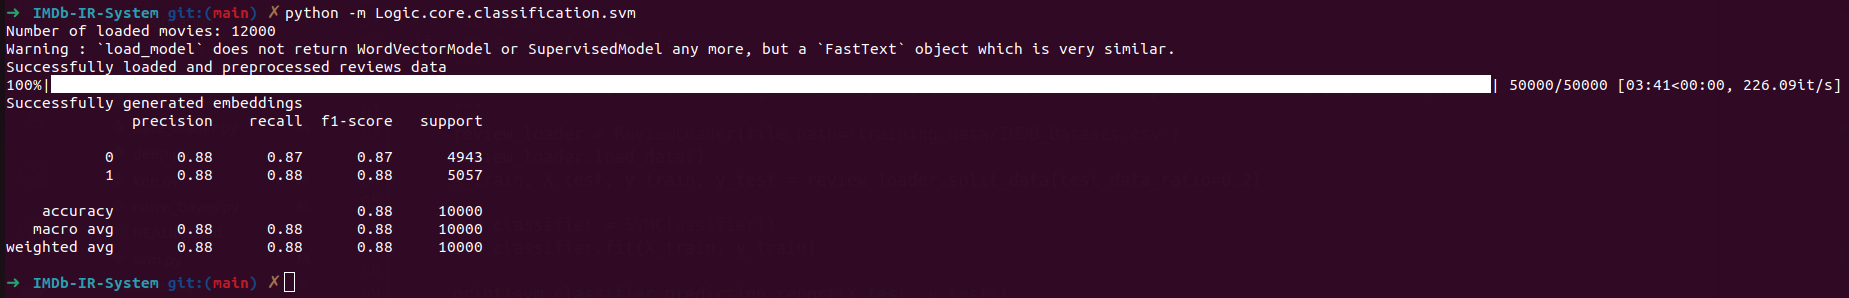 ➜ IMDb-IR-System git:(main) ✗ python -m Logic.core.classification.svm
Number of loaded movies: 12000
Warning : `load_model` does not return WordVectorModel or SupervisedModel any more, but a `FastText` object which is very similar.
Successfully loaded and preprocessed reviews data
100%| | 50000/50000 [03:41<00:00, 226.09it/s]
Successfully generated embeddings
precision recall f1-score support
0 0.88 0.87 0.87 4943
1 0.88 0.88 0.88 5057
accuracy 0.88 10000
macro avg 0.88 0.88 0.88 10000
weighted avg 0.88 0.88 0.88 10000
➜ IMDb-IR-System git:(main) ✗